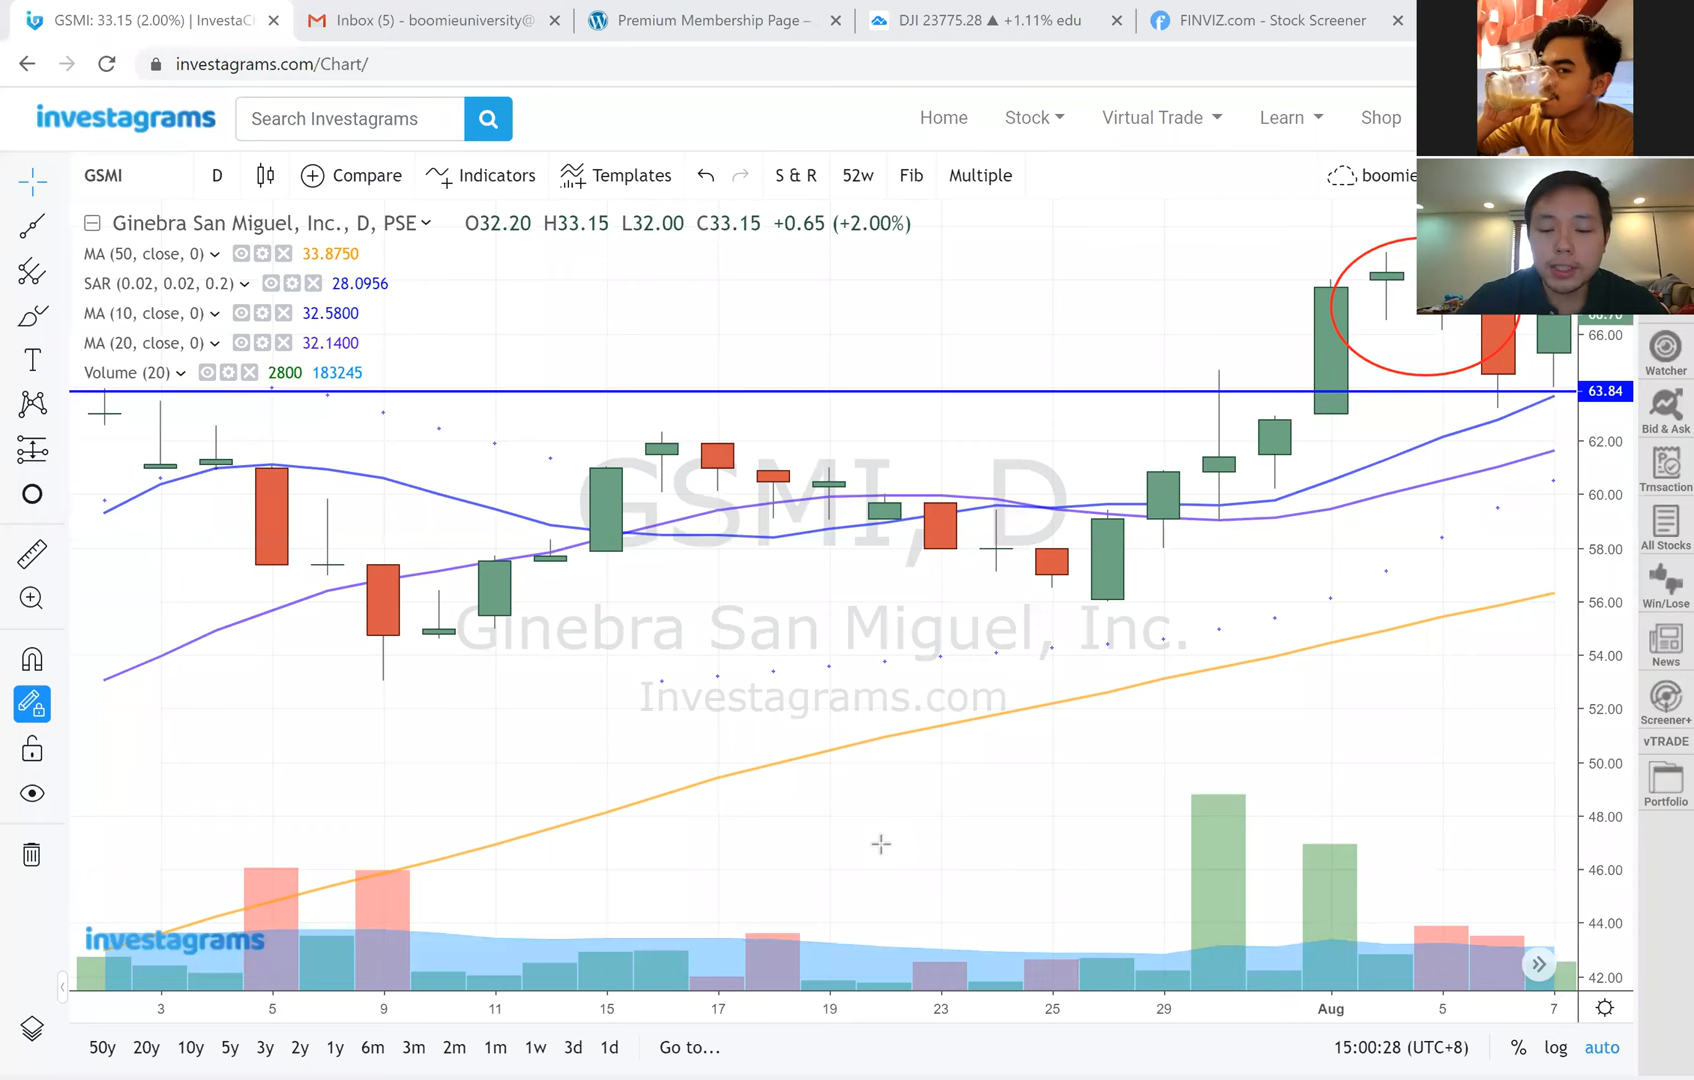 GSMI: 33.15 (2.00%) | InvestaCl
Inbox (5) - boomieuniversity@
Premium Membership Page –
DJI 23775.28 ▲ +1.11% edu
FINVIZ.com - Stock Screener
investagrams.com/Chart/
investagrams
Search Investagrams
Home
Stock
Virtual Trade
Learn
Shop
GSMI
D
Compare
Indicators
Templates
S & R
52w
Fib
Multiple
boomie
Ginebra San Miguel, Inc., D, PSE O32.20 H33.15 L32.00 C33.15 +0.65 (+2.00%)
MA (50, close, 0) 33.8750
SAR (0.02, 0.02, 0.2) 28.0956
MA (10, close, 0) 32.5800
MA (20, close, 0) 32.1400
Volume (20) 2800 183245
66.00
63.84
62.00
60.00
58.00
56.00
54.00
52.00
50.00
48.00
46.00
44.00
42.00
GSMI, D
Ginebra San Miguel, Inc.
Investagrams.com
investagrams
Watcher
Bid & Ask
Trnsaction
All Stocks
Win/Lose
News
Screener+
vTRADE
Portfolio
3 5 9 11 15 17 19 23 25 29 Aug 5 7
50y 20y 10y 5y 3y 2y 1y 6m 3m 2m 1m 1w 3d 1d Go to...
15:00:28 (UTC+8) % log auto